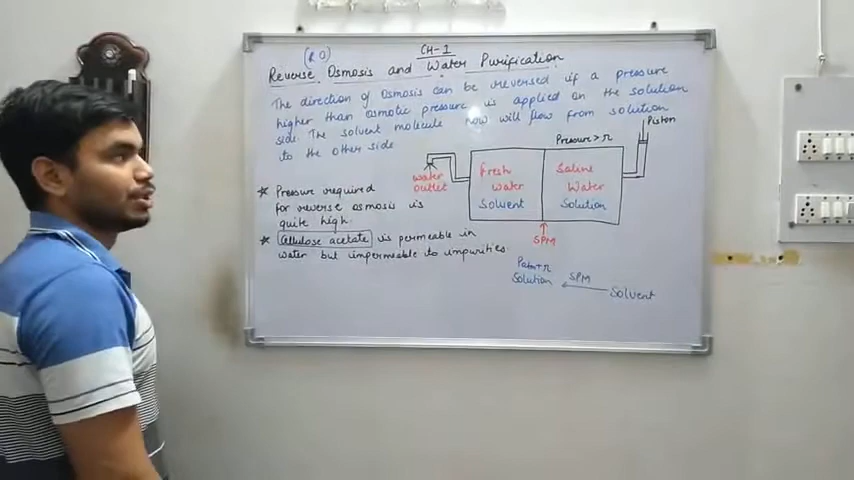 CH-1
(RO)
Reverse Osmosis and Water Purification
The direction of Osmosis can be reversed if a pressure
higher than osmotic pressure is applied on the solution
side. The solvent molecule now will flow from solution
to the other side
Pressure > π
Piston
water
outlet
fresh
water
Solvent
Saline
Water
Solution
SPM
* Pressure required
for reverse osmosis is
quite high.
* Cellulose acetate is permeable in
water but impermeable to impurities
Patm+π
Solution
SPM
Solvent